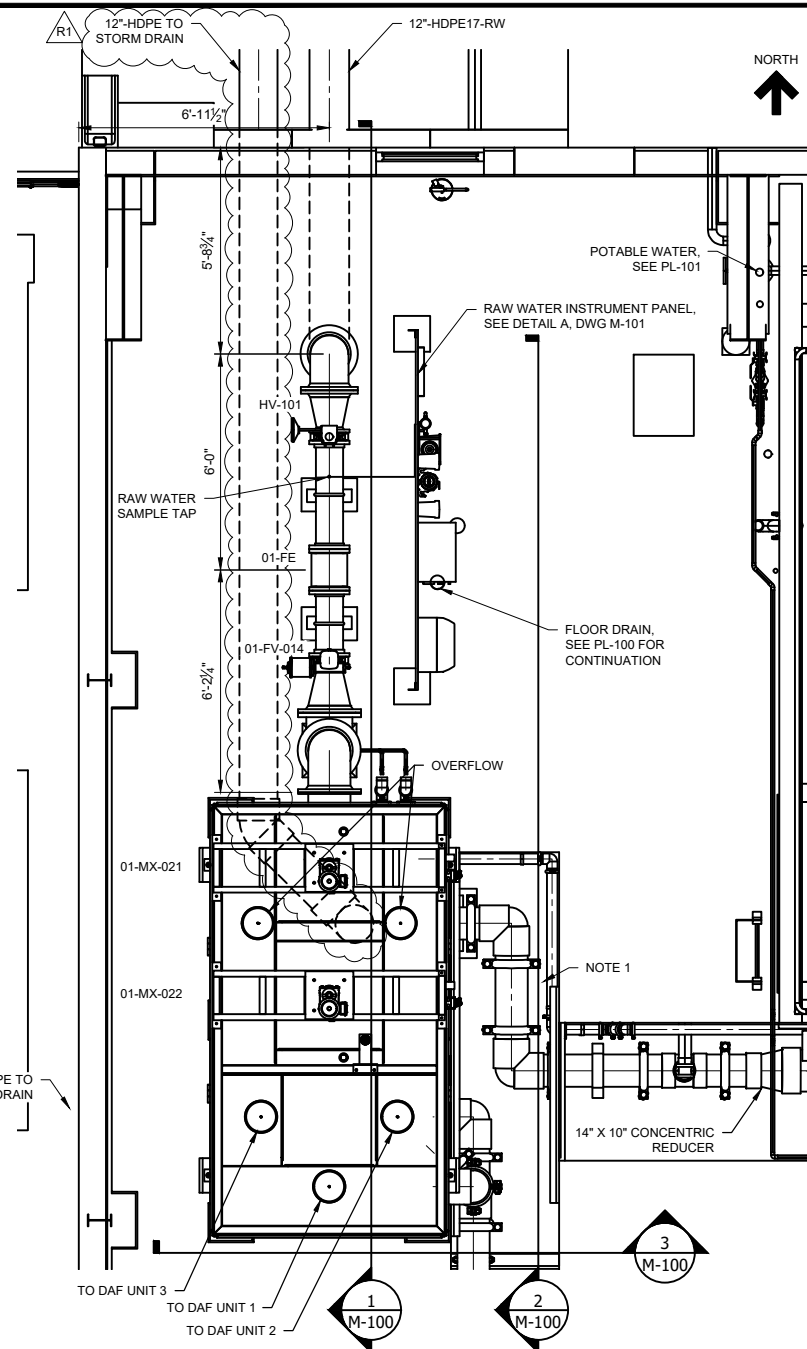 R1
12"-HDPE TO
STORM DRAIN
12"-HDPE17-RW
NORTH
6'-11½"
5'-8¾"
POTABLE WATER,
SEE PL-101
RAW WATER INSTRUMENT PANEL,
SEE DETAIL A, DWG M-101
HV-101
6'-0"
RAW WATER
SAMPLE TAP
01-FE
FLOOR DRAIN,
SEE PL-100 FOR
CONTINUATION
01-FV-014
6'-2¼"
OVERFLOW
01-MX-021
NOTE 1
01-MX-022
PE TO
DRAIN
14" X 10" CONCENTRIC
REDUCER
3
M-100
TO DAF UNIT 3
TO DAF UNIT 1
TO DAF UNIT 2
1
M-100
2
M-100